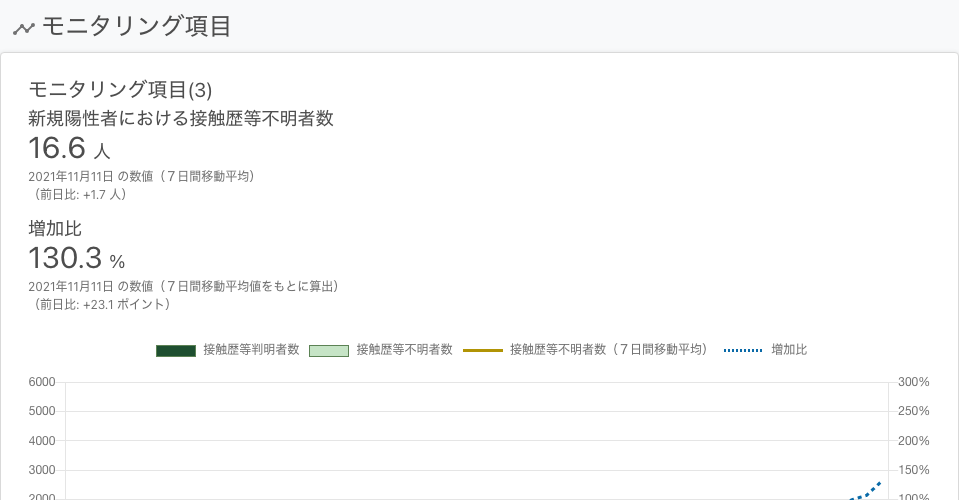 モニタリング項目
モニタリング項目(3)
新規陽性者における接触歴等不明者数
16.6 人
2021年11月11日 の数値（７日間移動平均）
（前日比: +1.7 人）
増加比
130.3 %
2021年11月11日 の数値（７日間移動平均値をもとに算出）
（前日比: +23.1 ポイント）
接触歴等判明者数 接触歴等不明者数 接触歴等不明者数（７日間移動平均） 増加比
6000 300%
5000 250%
4000 200%
3000 150%
2000 100%